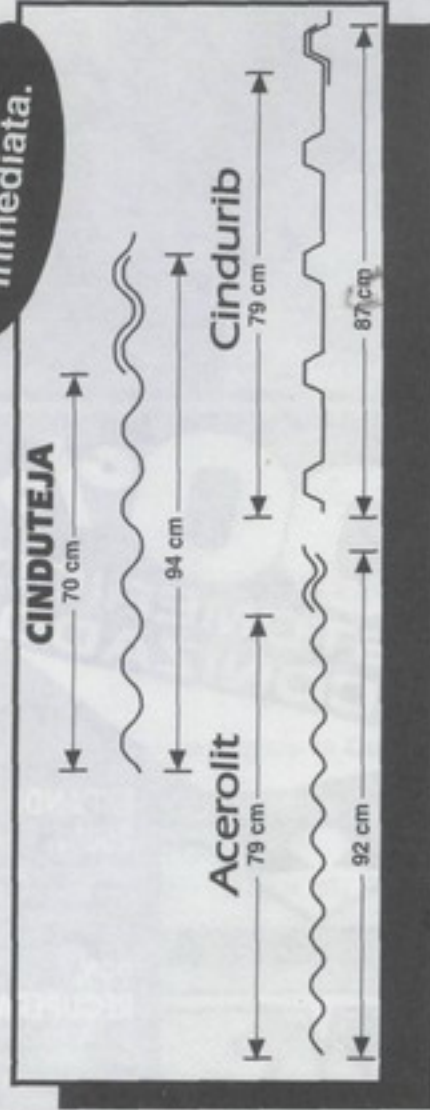 inmediata.
CINDUTEJA
70 cm
94 cm
Acerolit
79 cm
92 cm
Cindurib
79 cm
87 cm